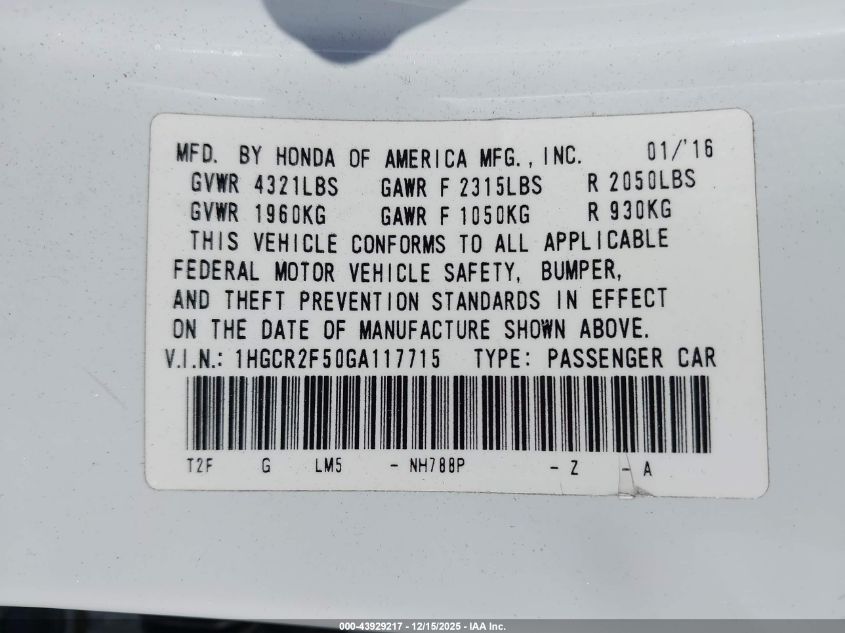 MFD. BY HONDA OF AMERICA MFG., INC. 01/'16
GVWR 4321LBS GAWR F 2315LBS R 2050LBS
GVWR 1960KG GAWR F 1050KG R 930KG
THIS VEHICLE CONFORMS TO ALL APPLICABLE
FEDERAL MOTOR VEHICLE SAFETY, BUMPER,
AND THEFT PREVENTION STANDARDS IN EFFECT
ON THE DATE OF MANUFACTURE SHOWN ABOVE.
V.I.N.: 1HGCR2F50GA117715 TYPE: PASSENGER CAR
T2F G LM5 - NH788P - Z - A
000-43929217 - 12/15/2025 - IAA Inc.